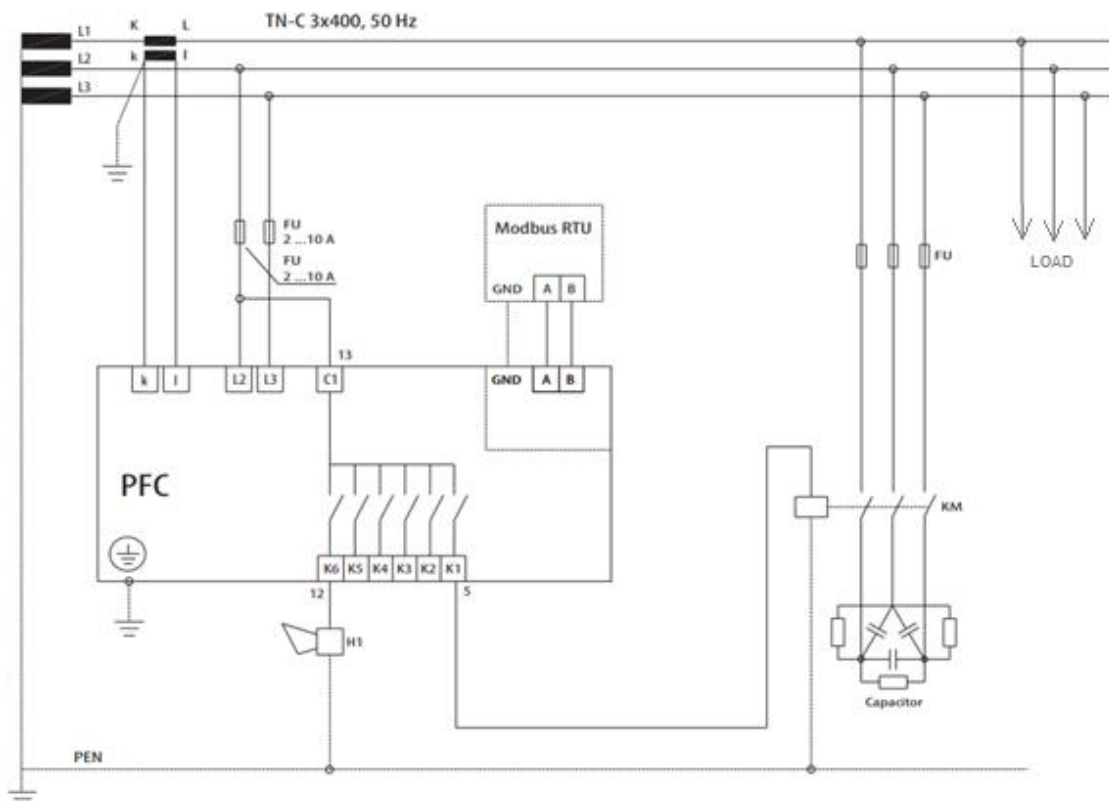 TN-C 3x400, 50 Hz
L1
K
L
L2
k
l
L3
FU
2 ...10 A
FU
2 ...10 A
Modbus RTU
GND
A
B
FU
LOAD
13
k
l
L2
L3
C1
GND
A
B
PFC
KM
K6
K5
K4
K3
K2
K1
12
5
H1
Capacitor
PEN